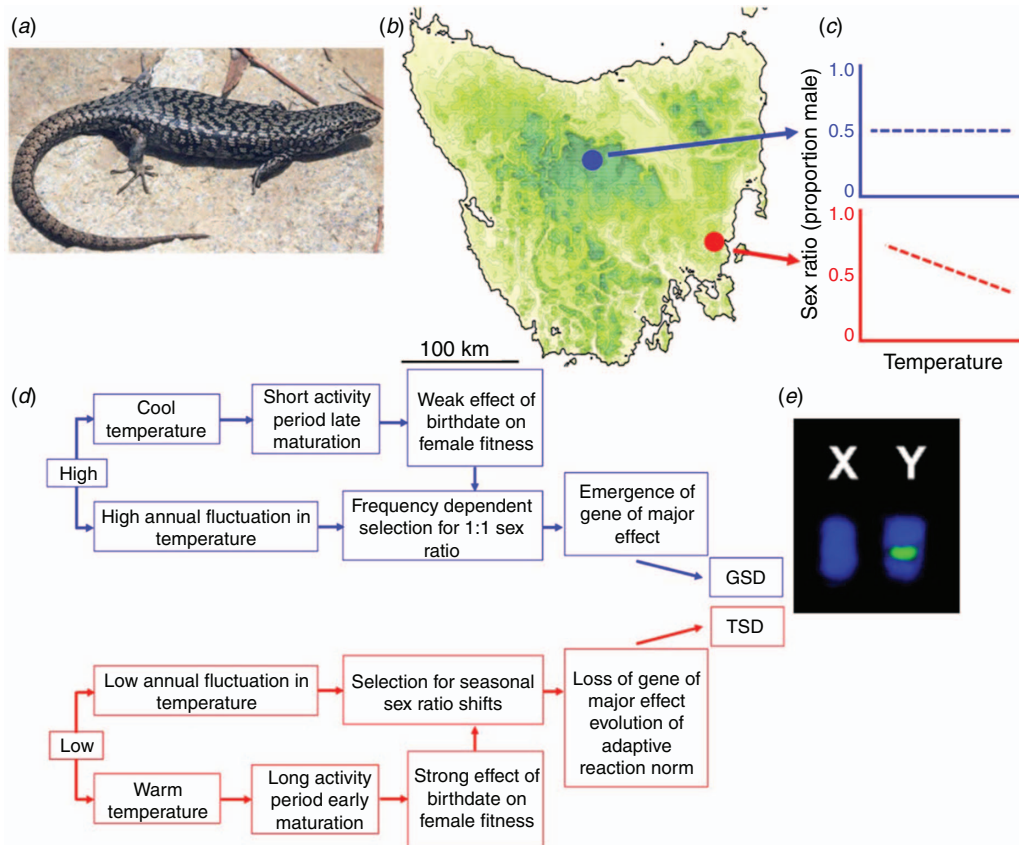 (a)
(b)
(c)
1.0
0.5
0
1.0
0.5
0
Sex ratio (proportion male)
Temperature
100 km
(d)
High
Cool
temperature
Short activity
period late
maturation
Weak effect of
birthdate on
female fitness
High annual fluctuation in
temperature
Frequency dependent
selection for 1:1 sex
ratio
Emergence of
gene of major
effect
GSD
TSD
Low annual fluctuation in
temperature
Selection for seasonal
sex ratio shifts
Loss of gene of
major effect
evolution of
adaptive
reaction norm
Low
Warm
temperature
Long activity
period early
maturation
Strong effect of
birthdate on
female fitness
(e)
X Y